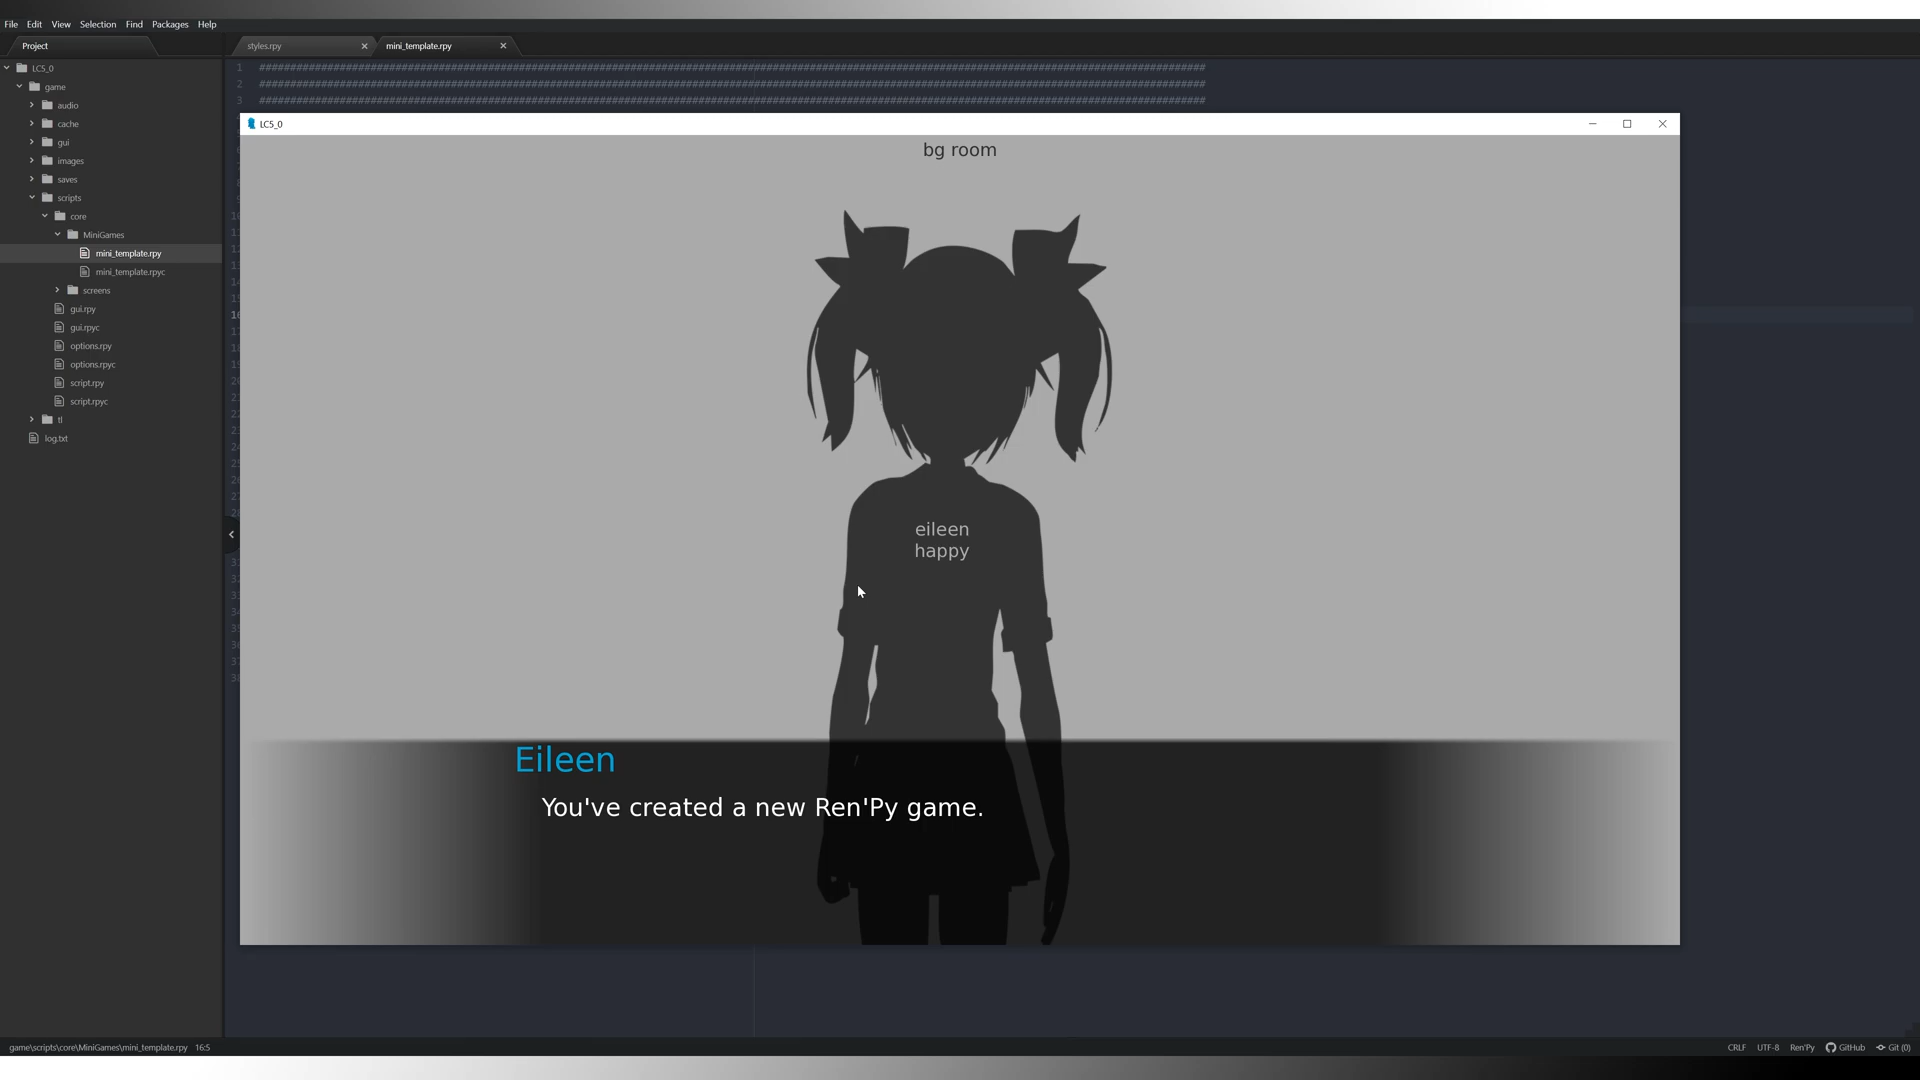 File Edit View Selection Find Packages Help
Project
styles.rpy
mini_template.rpy
LC5_0
game
audio
cache
gui
images
saves
scripts
core
MiniGames
mini_template.rpy
mini_template.rpyc
screens
gui.rpy
gui.rpyc
options.rpy
options.rpyc
script.rpy
script.rpyc
tl
log.txt
1 ####
2 ####
3 ####
LC5_0
bg room
eileen
happy
Eileen
You've created a new Ren'Py game.
game\scripts\core\MiniGames\mini_template.rpy 16:5
CRLF UTF-8 Ren'Py GitHub Git (0)